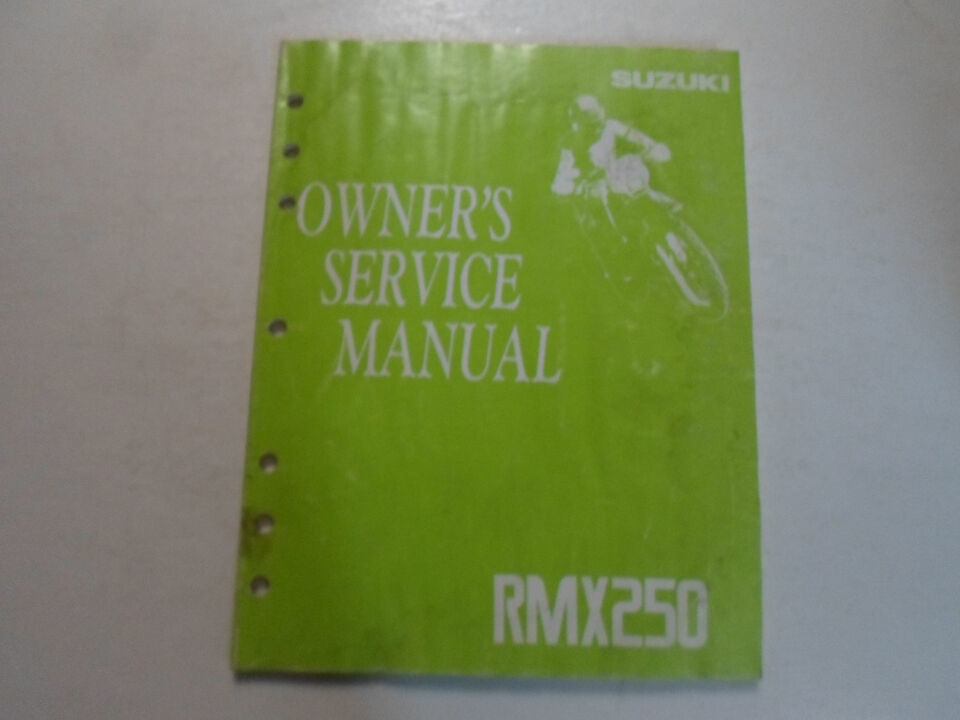 SUZUKI
OWNER'S
SERVICE
MANUAL
RMX250